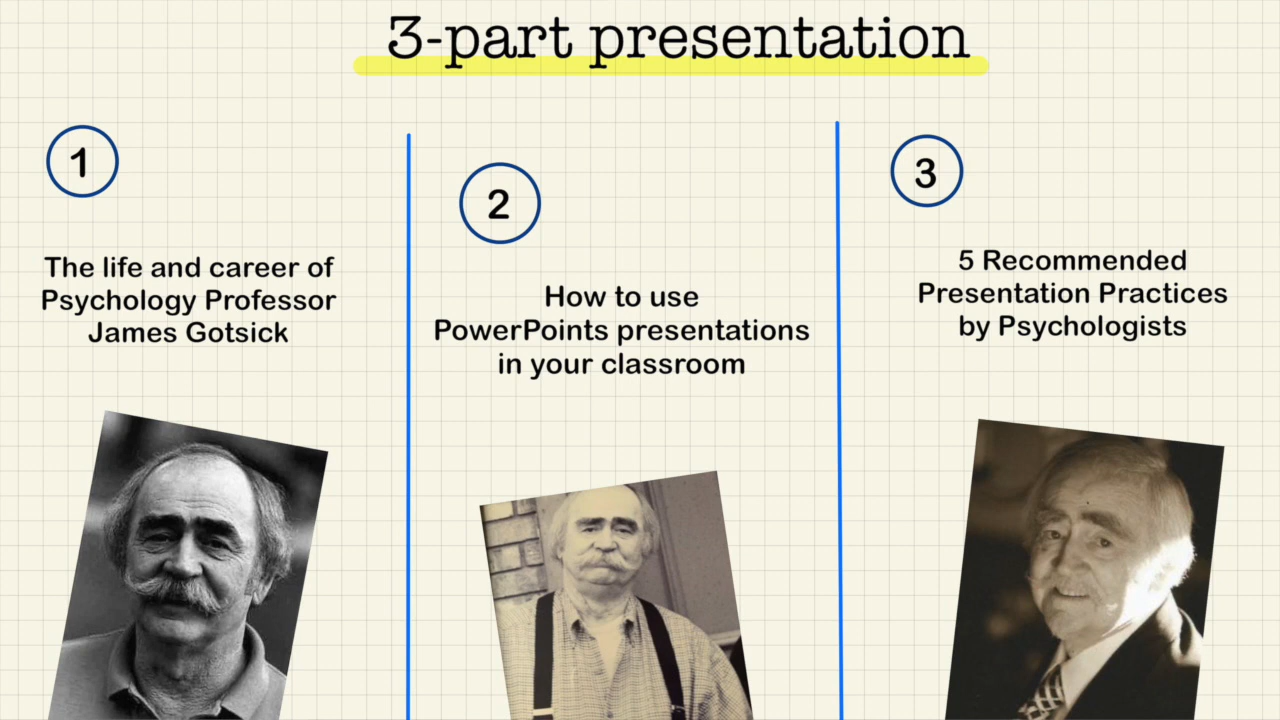 3-part presentation
1
The life and career of
Psychology Professor
James Gotsick
2
How to use
PowerPoints presentations
in your classroom
3
5 Recommended
Presentation Practices
by Psychologists